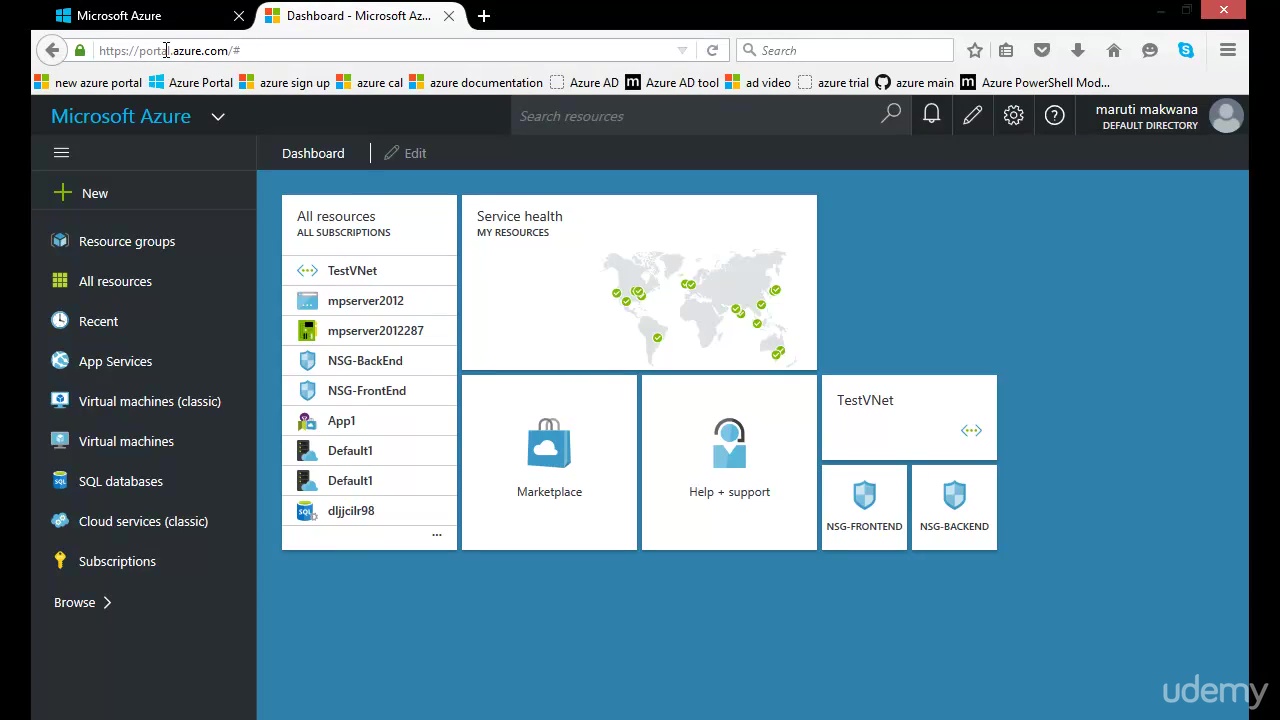 Microsoft Azure
Dashboard - Microsoft Az...
https://portal.azure.com/#
Search
new azure portal
Azure Portal
azure sign up
azure cal
azure documentation
Azure AD
Azure AD tool
ad video
azure trial
azure main
Azure PowerShell Mod...
Microsoft Azure
Search resources
maruti makwana
DEFAULT DIRECTORY
Dashboard
Edit
New
Resource groups
All resources
Recent
App Services
Virtual machines (classic)
Virtual machines
SQL databases
Cloud services (classic)
Subscriptions
Browse
All resources
ALL SUBSCRIPTIONS
TestVNet
mpserver2012
mpserver2012287
NSG-BackEnd
NSG-FrontEnd
App1
Default1
Default1
dljjcilr98
...
Service health
MY RESOURCES
Marketplace
Help + support
TestVNet
NSG-FRONTEND
NSG-BACKEND
udemy